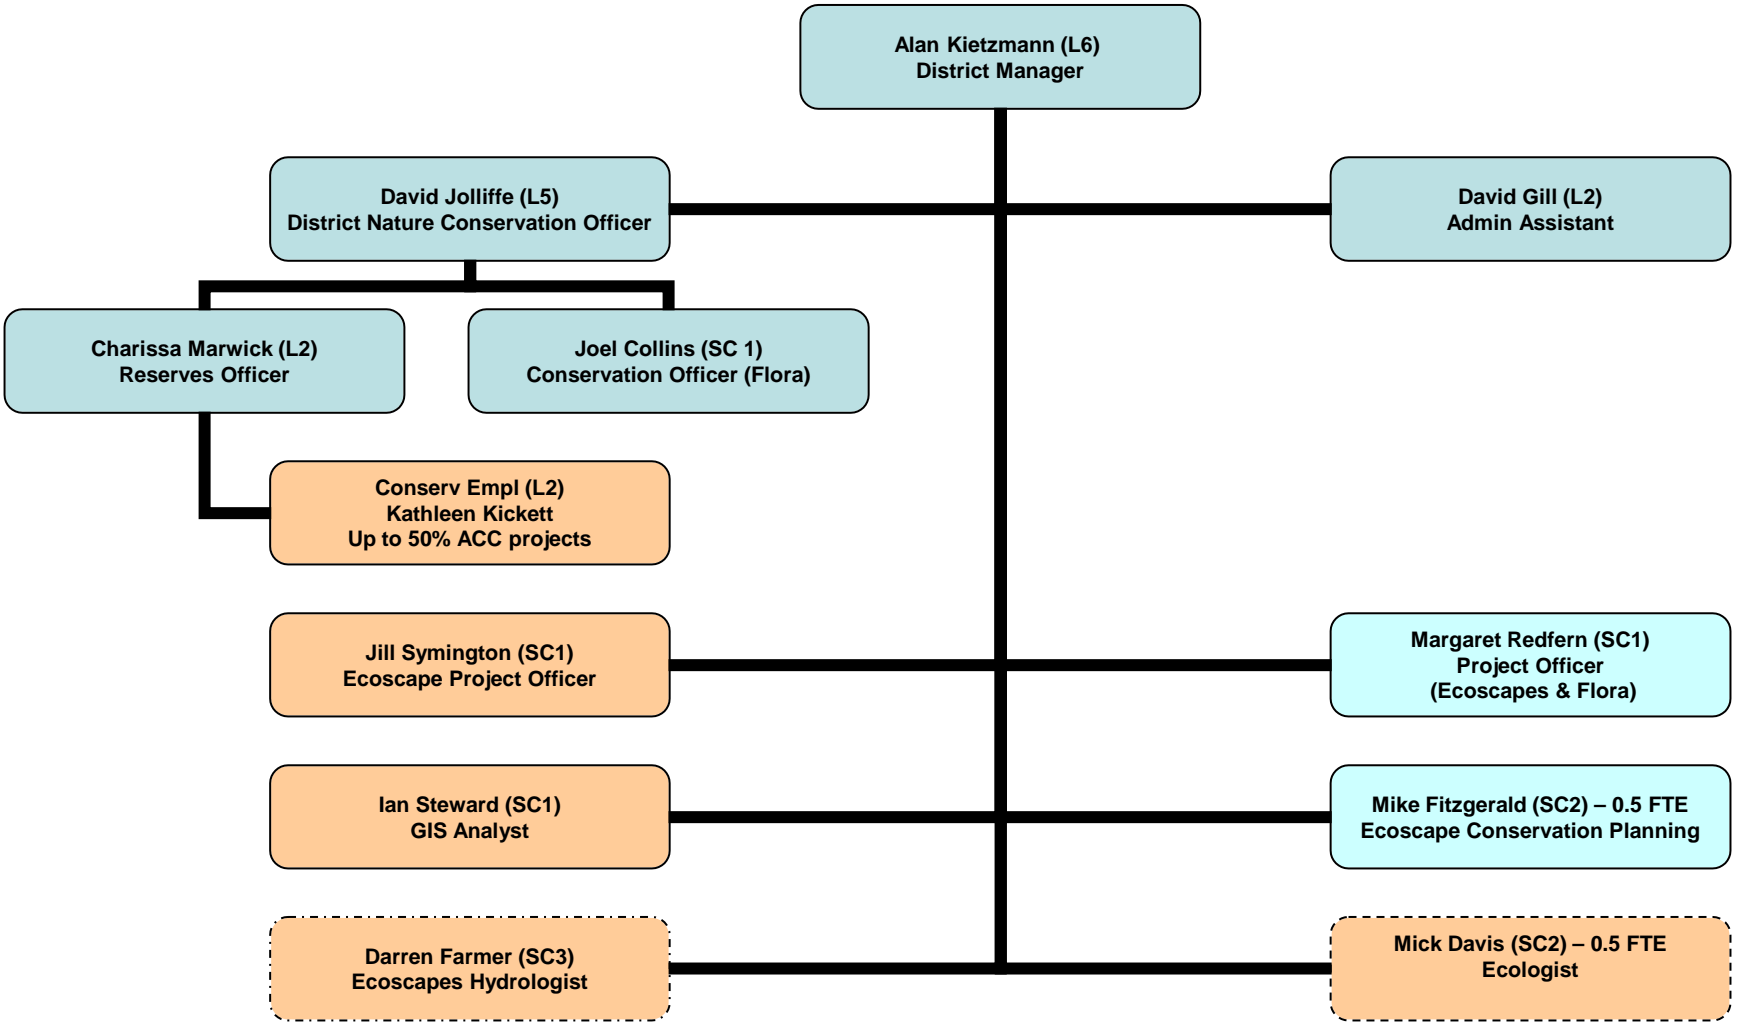 Alan Kietzmann (L6)
District Manager
David Jolliffe (L5)
District Nature Conservation Officer
David Gill (L2)
Admin Assistant
Charissa Marwick (L2)
Reserves Officer
Joel Collins (SC 1)
Conservation Officer (Flora)
Conserv Empl (L2)
Kathleen Kickett
Up to 50% ACC projects
Jill Symington (SC1)
Ecoscape Project Officer
Margaret Redfern (SC1)
Project Officer
(Ecoscapes & Flora)
Ian Steward (SC1)
GIS Analyst
Mike Fitzgerald (SC2) – 0.5 FTE
Ecoscape Conservation Planning
Darren Farmer (SC3)
Ecoscapes Hydrologist
Mick Davis (SC2) – 0.5 FTE
Ecologist